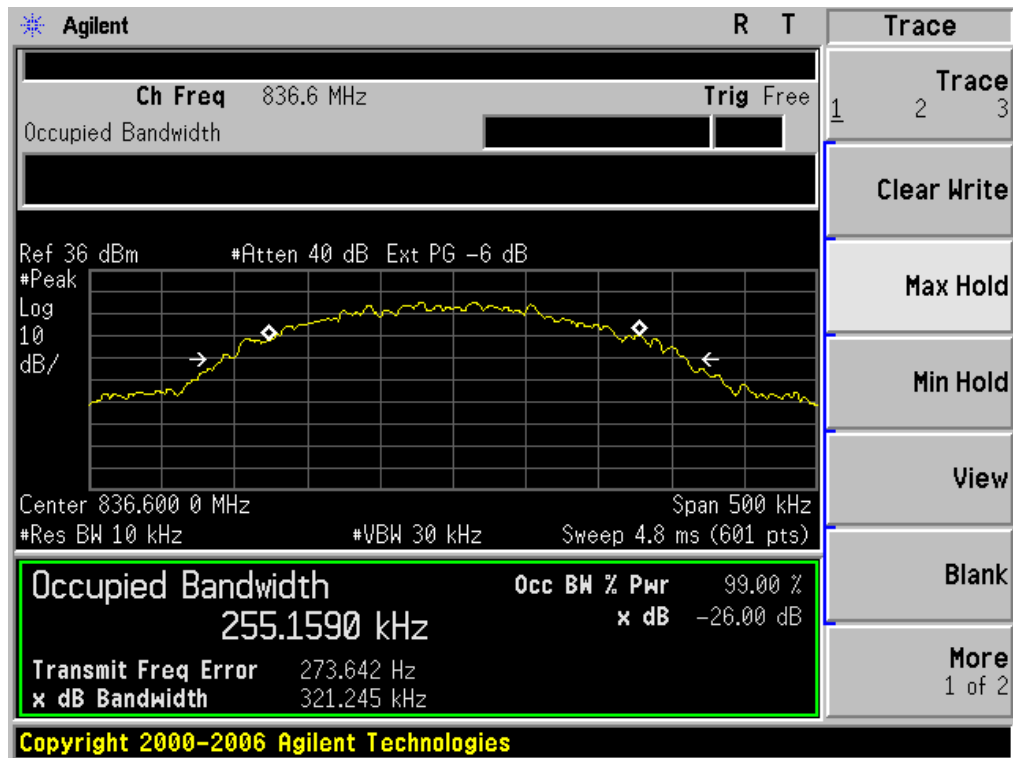 Agilent R T Trace
Ch Freq 836.6 MHz Trig Free
Occupied Bandwidth
Trace
1 2 3
Clear Write
Max Hold
Min Hold
View
Blank
More
1 of 2
Ref 36 dBm #Atten 40 dB Ext PG -6 dB
#Peak
Log
10
dB/
Center 836.600 0 MHz Span 500 kHz
#Res BW 10 kHz #VBW 30 kHz Sweep 4.8 ms (601 pts)
Occupied Bandwidth Occ BW % Pwr 99.00 %
255.1590 kHz x dB -26.00 dB
Transmit Freq Error 273.642 Hz
x dB Bandwidth 321.245 kHz
Copyright 2000-2006 Agilent Technologies